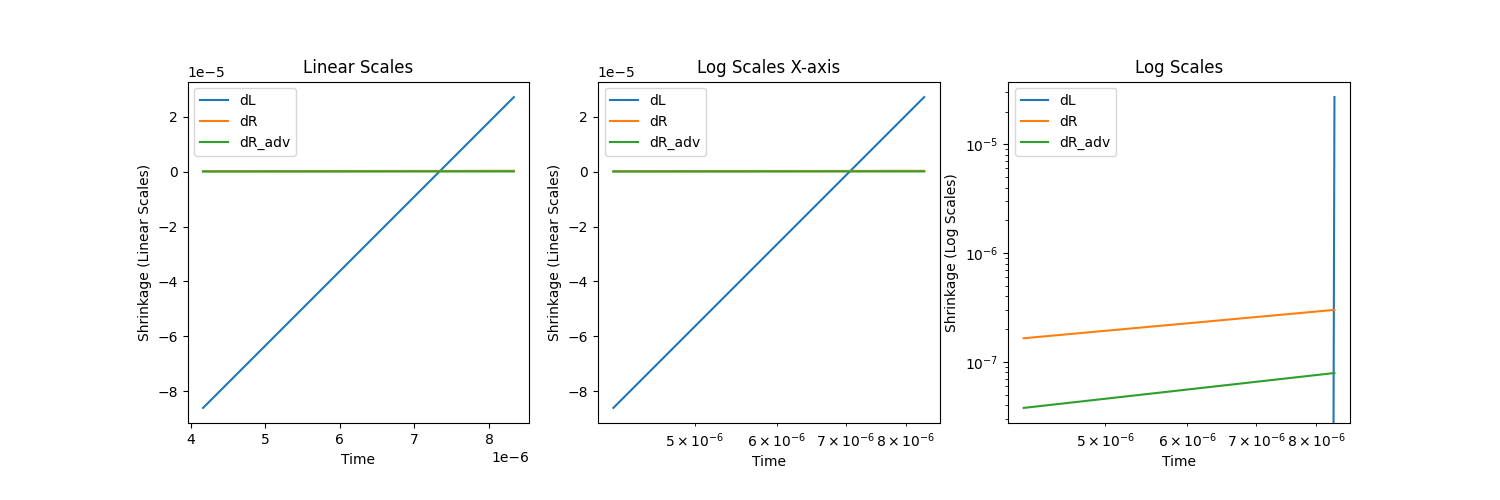 Linear Scales
1e−5
dL
dR
dR_adv
2
0
−2
−4
−6
−8
Shrinkage (Linear Scales)
4
5
6
7
8
1e−6
Time
Log Scales X-axis
1e−5
dL
dR
dR_adv
2
0
−2
−4
−6
−8
Shrinkage (Linear Scales)
5 × 10⁻⁶
6 × 10⁻⁶
7 × 10⁻⁶
8 × 10⁻⁶
Time
Log Scales
dL
dR
dR_adv
10⁻⁵
10⁻⁶
10⁻⁷
Shrinkage (Log Scales)
5 × 10⁻⁶
6 × 10⁻⁶
7 × 10⁻⁶
8 × 10⁻⁶
Time